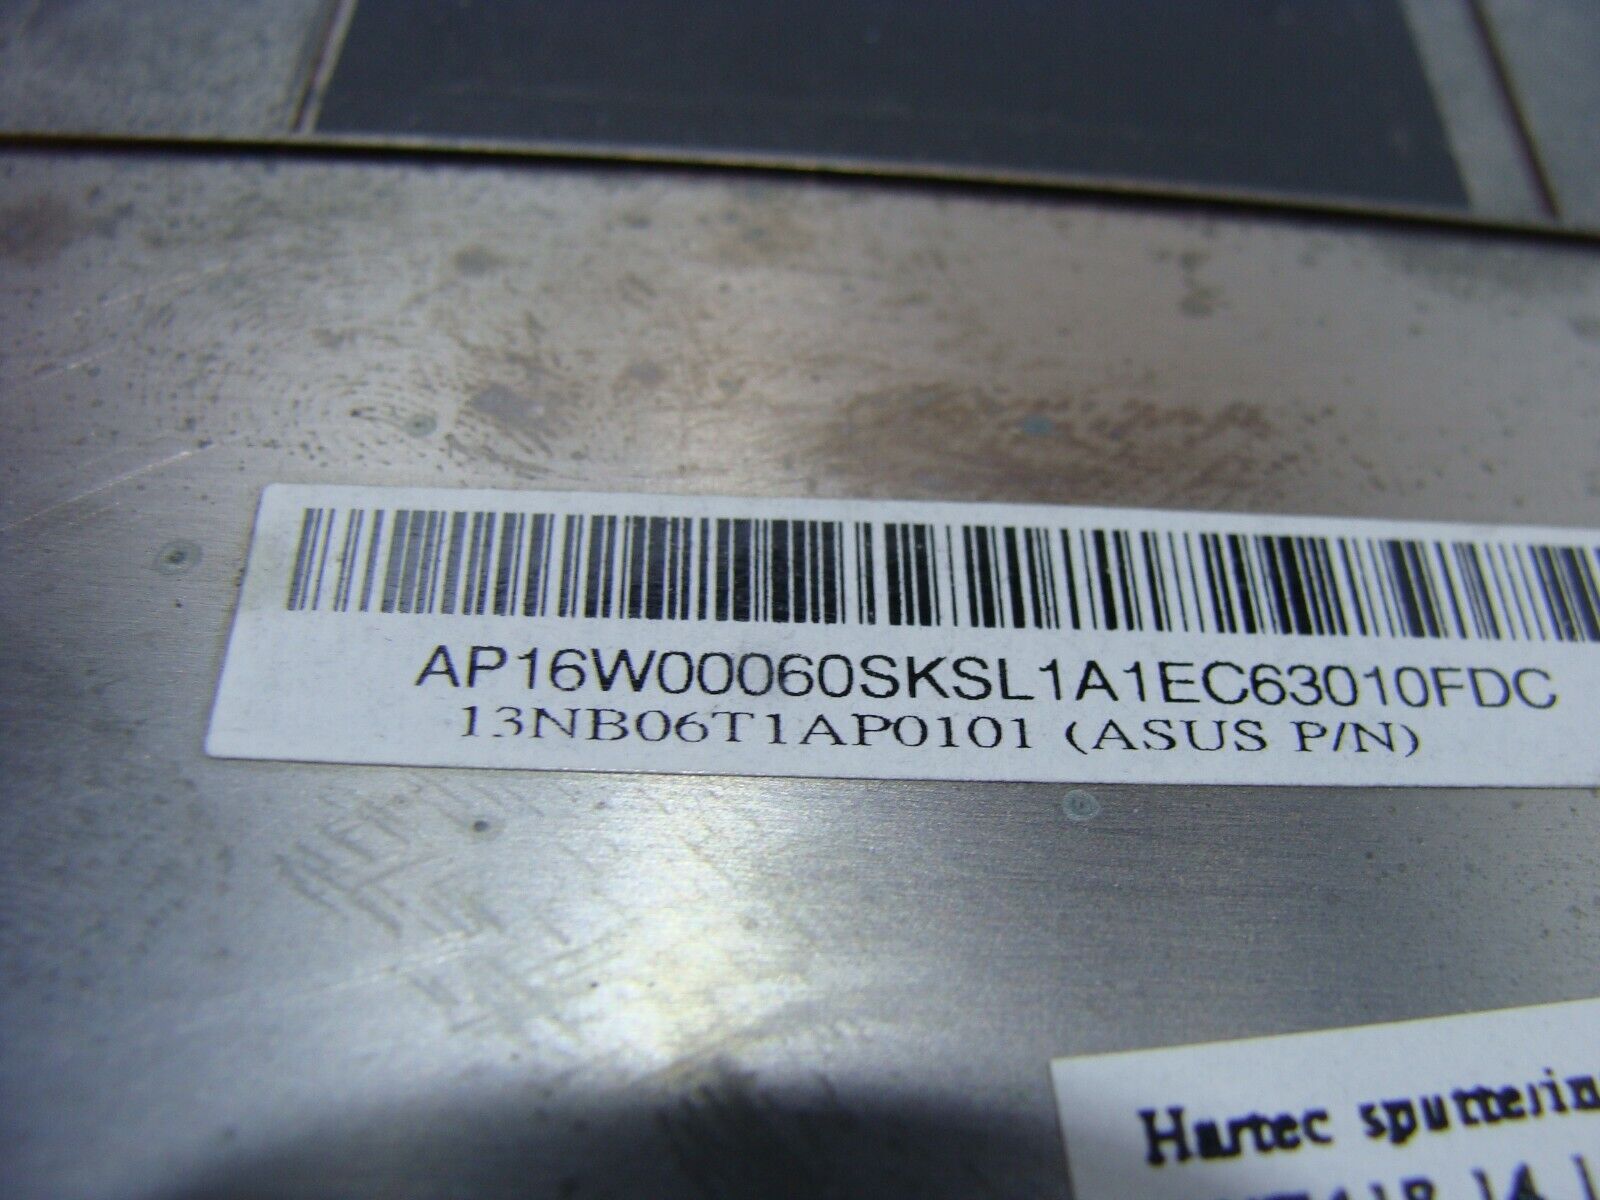 AP16W00060SKSL1A1EC63010FDC
13NB06T1AP0101 (ASUS P/N)